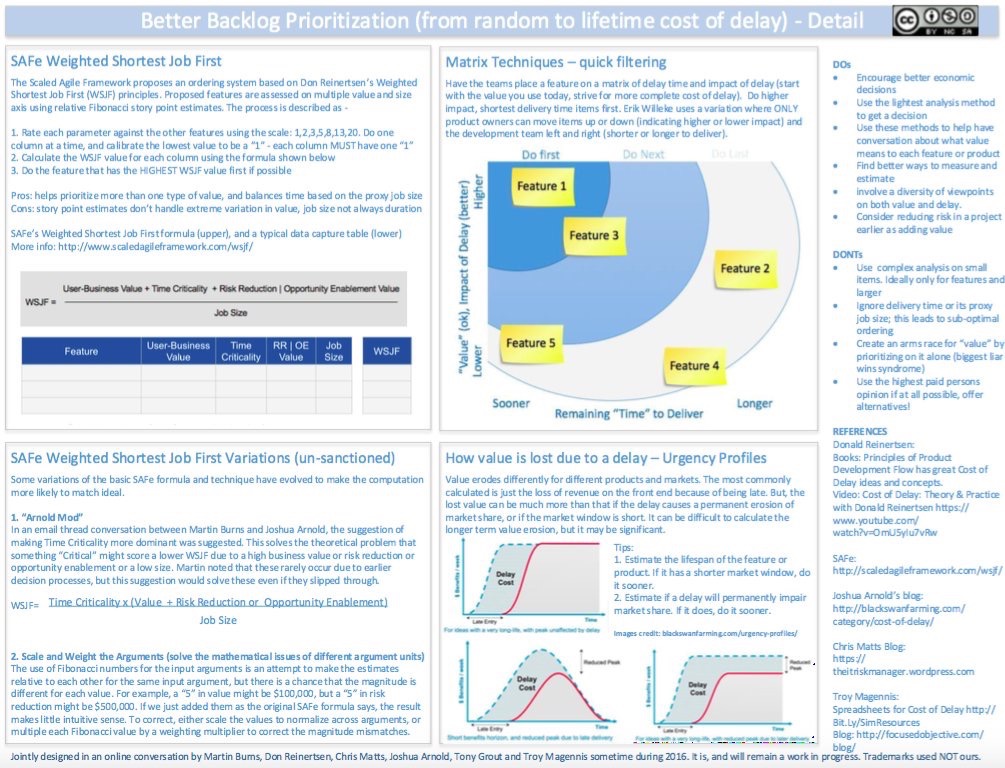 Better Backlog Prioritization (from random to lifetime cost of delay) - Detail
CC
BY NC SA
SAFe Weighted Shortest Job First
The Scaled Agile Framework proposes an ordering system based on Don Reinertsen's Weighted
Shortest Job First (WSJF) principles. Proposed features are assessed on multiple value and size
axis using relative Fibonacci story point estimates. The process is described as -
1. Rate each parameter against the other features using the scale: 1,2,3,5,8,13,20. Do one
column at a time, and calibrate the lowest value to be a "1" - each column MUST have one "1"
2. Calculate the WSJF value for each column using the formula shown below
3. Do the feature that has the HIGHEST WSJF value first if possible
Pros: helps prioritize more than one type of value, and balances time based on the proxy job size
Cons: story point estimates don't handle extreme variation in value, job size not always duration
SAFe's Weighted Shortest Job First formula (upper), and a typical data capture table (lower)
More info: http://www.scaledagileframework.com/wsjf/
User-Business Value + Time Criticality + Risk Reduction | Opportunity Enablement Value
WSJF =
Job Size
Feature
User-Business
Value
Time
Criticality
RR | OE
Value
Job
Size
WSJF
Matrix Techniques – quick filtering
Have the teams place a feature on a matrix of delay time and impact of delay (start
with the value you use today, strive for more complete cost of delay). Do higher
impact, shortest delivery time items first. Erik Willeke uses a variation where ONLY
product owners can move items up or down (indicating higher or lower impact) and
the development team left and right (shorter or longer to deliver).
Do first
Do Next
Do Last
"Value" (ok), Impact of Delay (better)
Higher
Lower
Feature 1
Feature 3
Feature 2
Feature 5
Feature 4
Sooner
Longer
Remaining "Time" to Deliver
SAFe Weighted Shortest Job First Variations (un-sanctioned)
Some variations of the basic SAFe formula and technique have evolved to make the computation
more likely to match ideal.
1. "Arnold Mod"
In an email thread conversation between Martin Burns and Joshua Arnold, the suggestion of
making Time Criticality more dominant was suggested. This solves the theoretical problem that
something "Critical" might score a lower WSJF due to a high business value or risk reduction or
opportunity enablement or a low size. Martin noted that these rarely occur due to earlier
decision processes, but this suggestion would solve these even if they slipped through.
WSJF= Time Criticality x (Value + Risk Reduction or Opportunity Enablement)
Job Size
2. Scale and Weight the Arguments (solve the mathematical issues of different argument units)
The use of Fibonacci numbers for the input arguments is an attempt to make the estimates
relative to each other for the same input argument, but there is a chance that the magnitude is
different for each value. For example, a "5" in value might be $100,000, but a "5" in risk
reduction might be $500,000. If we just added them as the original SAFe formula says, the result
makes little intuitive sense. To correct, either scale the values to normalize across arguments, or
multiple each Fibonacci value by a weighting multiplier to correct the magnitude mismatches.
How value is lost due to a delay – Urgency Profiles
Value erodes differently for different products and markets. The most commonly
calculated is just the loss of revenue on the front end because of being late. But, the
lost value can be much more than that if the delay causes a permanent erosion of
market share, or if the market window is short. It can be difficult to calculate the
longer term value erosion, but it may be significant.
$ Benefits / week
Delay
Cost
Late Entry
Time
For ideas with a very long-life, with peak unaffected by delay
Tips:
1. Estimate the lifespan of the feature or
product. If it has a shorter market window, do
it sooner.
2. Estimate if a delay will permanently impair
market share. If it does, do it sooner.
Images credit: blackswanfarming.com/urgency-profiles/
$ Benefits / week
Delay
Cost
Reduced Peak
Late Entry
Time
Short benefits horizon, and reduced peak due to late delivery
$ Benefits / week
Delay
Cost
Reduced
Peak
Late Entry
Time
For ideas with a very long-life, with reduced peak due to later delivery
DOs
• Encourage better economic
decisions
• Use the lightest analysis method
to get a decision
• Use these methods to help have
conversation about what value
means to each feature or product
• Find better ways to measure and
estimate
• involve a diversity of viewpoints
on both value and delay.
• Consider reducing risk in a project
earlier as adding value
DONTs
• Use complex analysis on small
items. Ideally only for features and
larger
• Ignore delivery time or its proxy
job size; this leads to sub-optimal
ordering
• Create an arms race for "value" by
prioritizing on it alone (biggest liar
wins syndrome)
• Use the highest paid persons
opinion if at all possible, offer
alternatives!
REFERENCES
Donald Reinertsen:
Books: Principles of Product
Development Flow has great Cost of
Delay ideas and concepts.
Video: Cost of Delay: Theory & Practice
with Donald Reinertsen https://
www.youtube.com/
watch?v=OmU5yIu7vRw
SAFe:
http://scaledagileframework.com/wsjf/
Joshua Arnold's blog:
http://blackswanfarming.com/
category/cost-of-delay/
Chris Matts Blog:
https://
theitriskmanager.wordpress.com
Troy Magennis:
Spreadsheets for Cost of Delay http://
Bit.Ly/SimResources
Blog: http://focusedobjective.com/
blog/
Jointly designed in an online conversation by Martin Burns, Don Reinersten, Chris Matts, Joshua Arnold, Tony Grout and Troy Magennis sometime during 2016. It is, and will remain a work in progress. Trademarks used NOT ours.